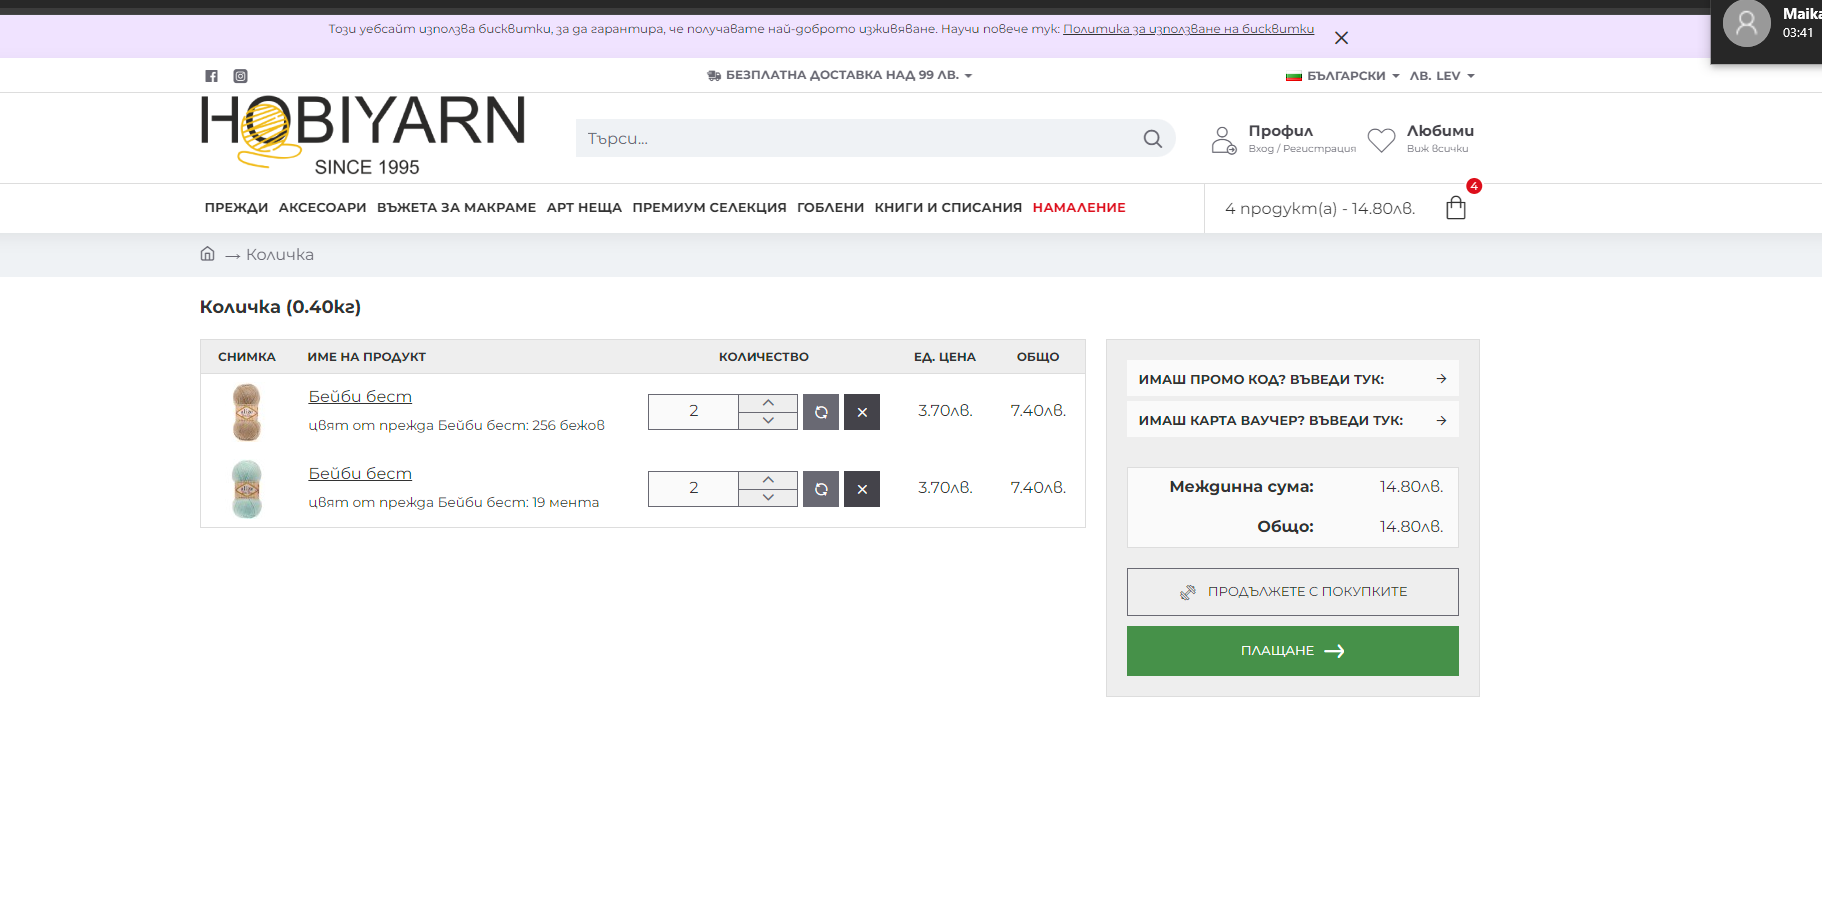 Този уебсайт използва бисквитки, за да гарантира, че получавате най-доброто изживяване. Научи повече тук: Политика за използване на бисквитки
03:41
БЕЗПЛАТНА ДОСТАВКА НАД 99 ЛВ.
БЪЛГАРСКИ ЛВ. LEV
HOBIYARN
SINCE 1995
Търси...
Профил
Вход / Регистрация
Любими
Виж всички
ПРЕЖДИ АКСЕСОАРИ ВЪЖЕТА ЗА МАКРАМЕ АРТ НЕЩА ПРЕМИУМ СЕЛЕКЦИЯ ГОБЛЕНИ КНИГИ И СПИСАНИЯ НАМАЛЕНИЕ
4 продукт(а) - 14.80лв.
4
→ Количка
Количка (0.40кг)
СНИМКА ИМЕ НА ПРОДУКТ КОЛИЧЕСТВО ЕД. ЦЕНА ОБЩО
Бейби бест
цвят от прежда Бейби бест: 256 бежов
2 3.70лв. 7.40лв.
Бейби бест
цвят от прежда Бейби бест: 19 мента
2 3.70лв. 7.40лв.
ИМАШ ПРОМО КОД? ВЪВЕДИ ТУК:
ИМАШ КАРТА ВАУЧЕР? ВЪВЕДИ ТУК:
Междинна сума: 14.80лв.
Общо: 14.80лв.
ПРОДЪЛЖЕТЕ С ПОКУПКИТЕ
ПЛАЩАНЕ